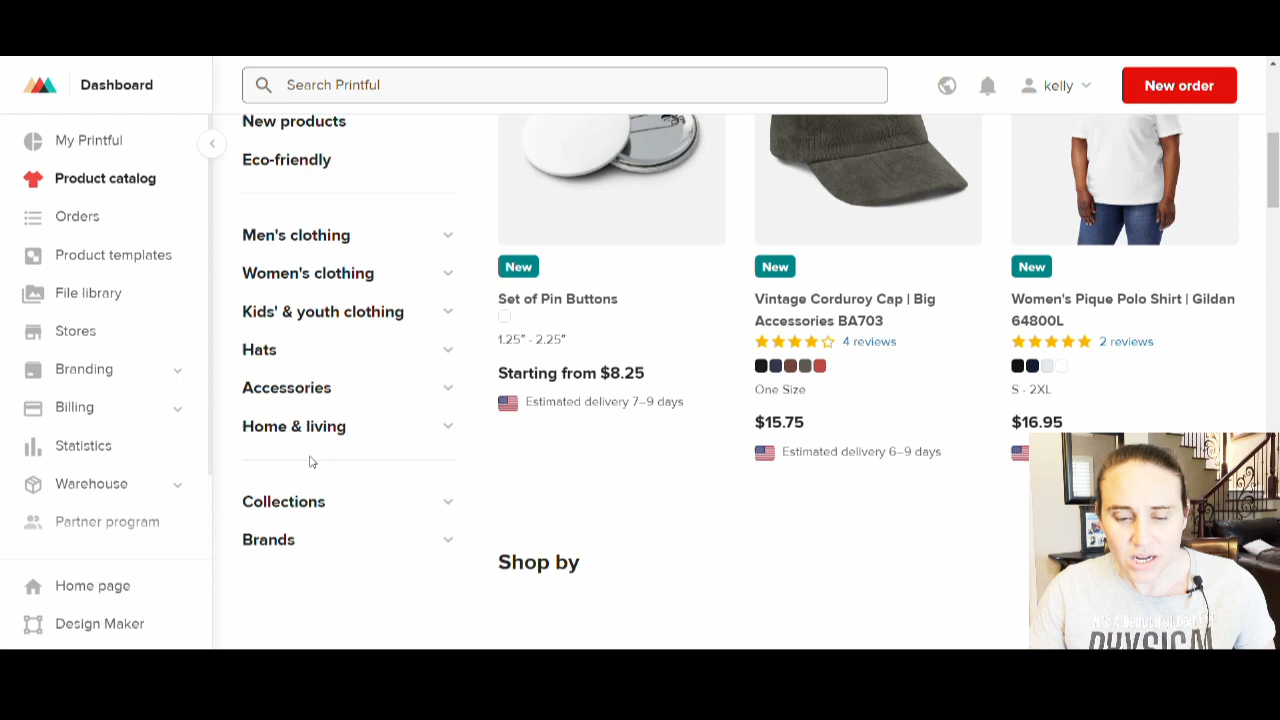 Dashboard
Search Printful
kelly
New order
My Printful
Product catalog
Orders
Product templates
File library
Stores
Branding
Billing
Statistics
Warehouse
Partner program
Home page
Design Maker
New products
Eco-friendly
Men's clothing
Women's clothing
Kids' & youth clothing
Hats
Accessories
Home & living
Collections
Brands
New
Set of Pin Buttons
1.25” - 2.25”
Starting from $8.25
Estimated delivery 7–9 days
New
Vintage Corduroy Cap | Big
Accessories BA703
4 reviews
One Size
$15.75
Estimated delivery 6–9 days
New
Women's Pique Polo Shirt | Gildan
64800L
2 reviews
S - 2XL
$16.95
Shop by
It's A Beautiful Day
PHYSICAL